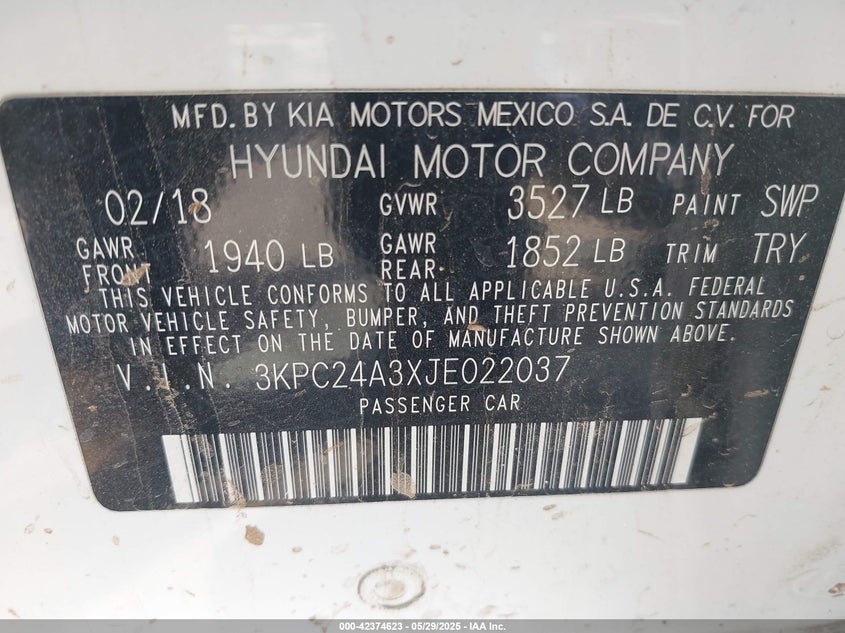 MFD. BY KIA MOTORS MEXICO S.A. DE C.V. FOR
HYUNDAI MOTOR COMPANY
02/18 GVWR 3527 LB PAINT SWP
GAWR FRONT 1940 LB GAWR REAR 1852 LB TRIM TRY
THIS VEHICLE CONFORMS TO ALL APPLICABLE U.S.A. FEDERAL
MOTOR VEHICLE SAFETY, BUMPER, AND THEFT PREVENTION STANDARDS
IN EFFECT ON THE DATE OF MANUFACTURE SHOWN ABOVE.
V.I.N. 3KPC24A3XJE022037
PASSENGER CAR
000-42374623 - 05/29/2025 - IAA Inc.